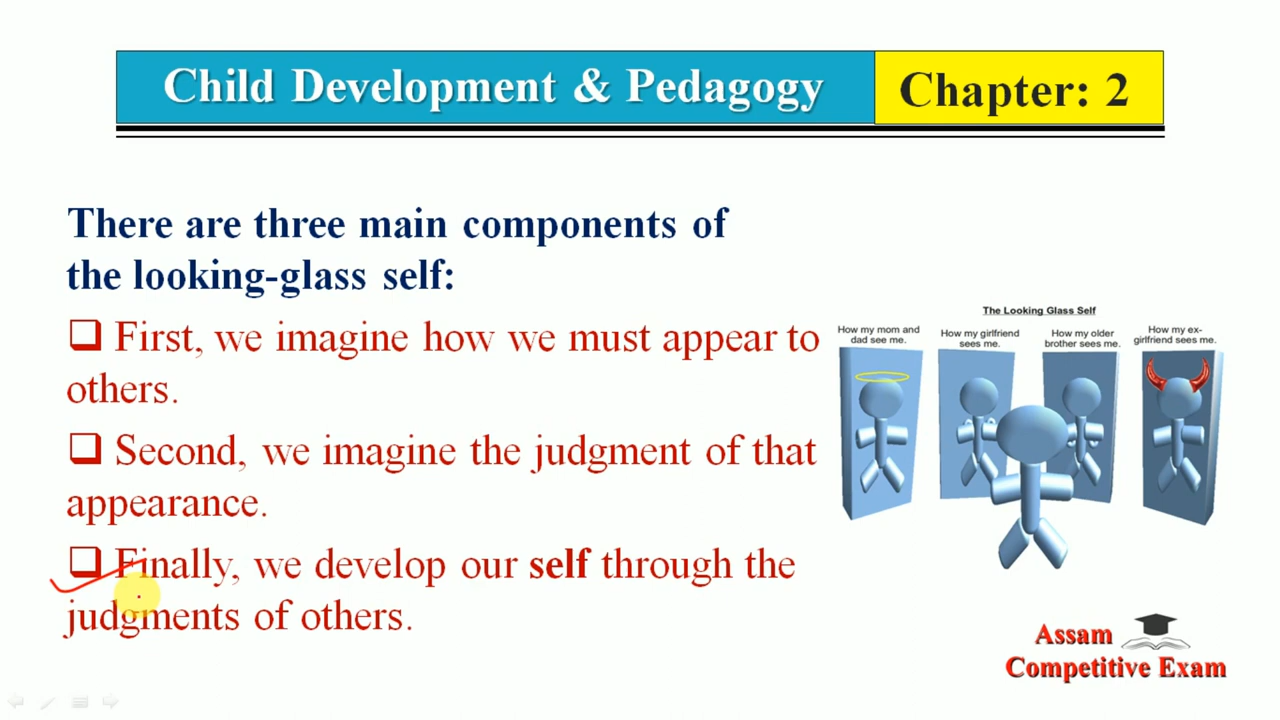 Child Development & Pedagogy
Chapter: 2
There are three main components of
the looking-glass self:
First, we imagine how we must appear to
others.
Second, we imagine the judgment of that
appearance.
Finally, we develop our self through the
judgments of others.
The Looking Glass Self
How my mom and
dad see me.
How my girlfriend
sees me.
How my older
brother sees me.
How my ex-
girlfriend sees me.
Assam
Competitive Exam